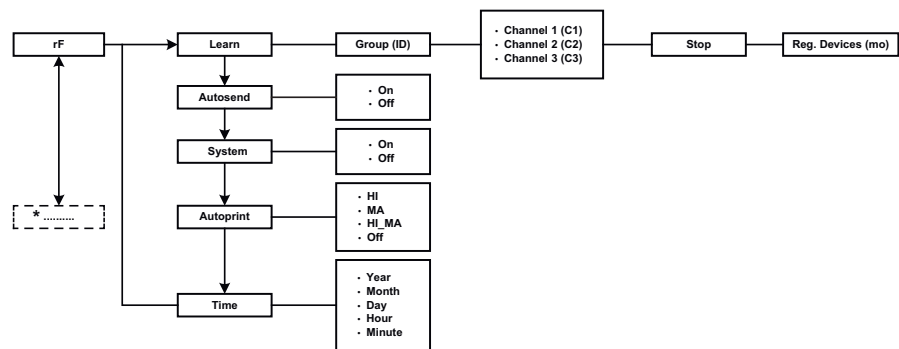 rF
Learn
Group (ID)
· Channel 1 (C1)
· Channel 2 (C2)
· Channel 3 (C3)
Stop
Reg. Devices (mo)
Autosend
· On
· Off
System
· On
· Off
* ..........
Autoprint
· HI
· MA
· HI_MA
· Off
Time
· Year
· Month
· Day
· Hour
· Minute